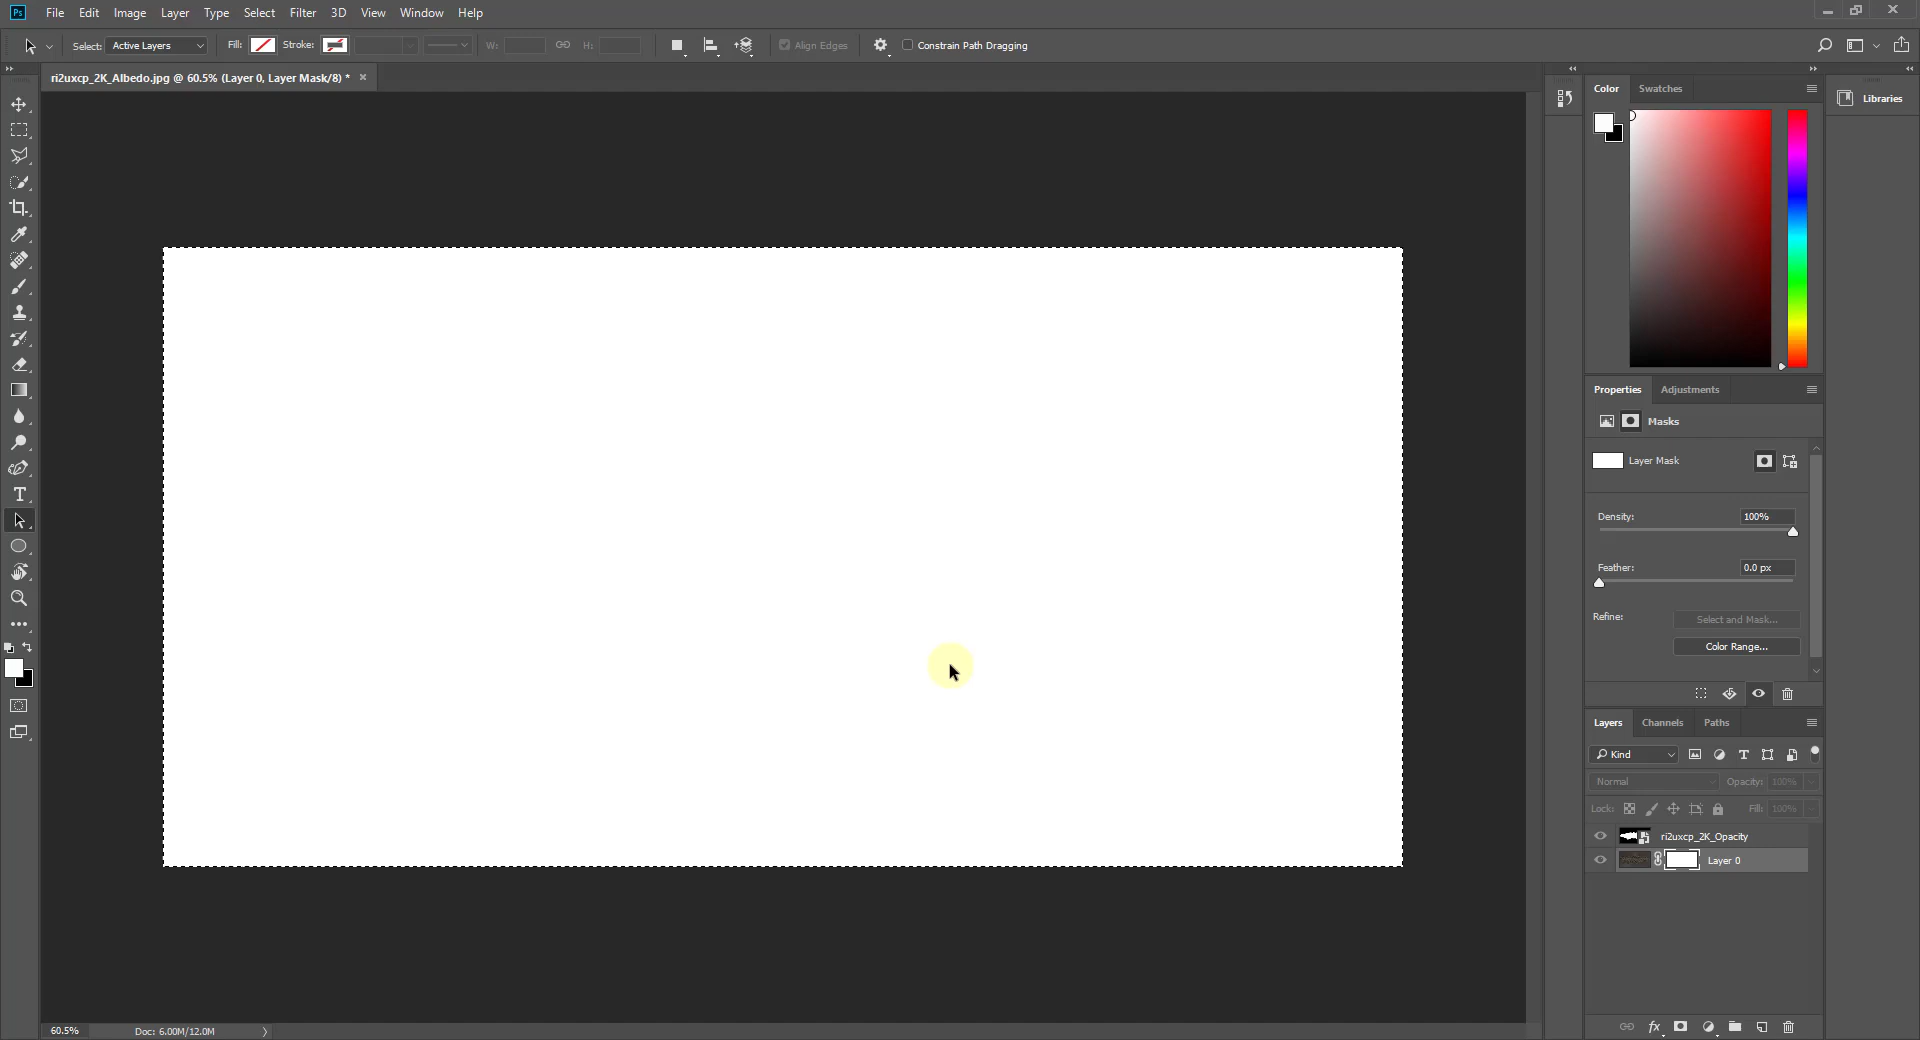 Ps File Edit Image Layer Type Select Filter 3D View Window Help
Select: Active Layers Fill: Stroke: W: H: Align Edges Constrain Path Dragging
ri2uxcp_2K_Albedo.jpg @ 60.5% (Layer 0, Layer Mask/8) *
Color Swatches
Libraries
Properties Adjustments
Masks
Layer Mask
Density: 100%
Feather: 0.0 px
Refine: Select and Mask...
Color Range...
Layers Channels Paths
Kind
Normal Opacity: 100%
Lock: Fill: 100%
ri2uxcp_2K_Opacity
Layer 0
60.5% Doc: 6.00M/12.0M
fx